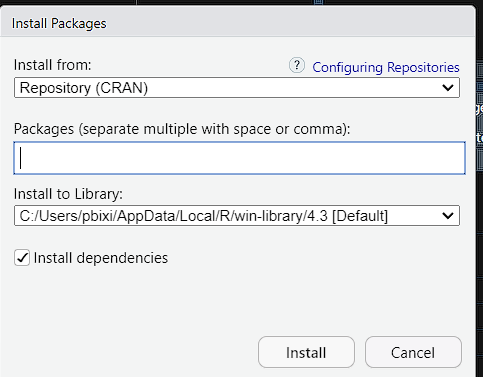 Install Packages
Install from:
? Configuring Repositories
Repository (CRAN)
Packages (separate multiple with space or comma):
Install to Library:
C:/Users/pbixi/AppData/Local/R/win-library/4.3 [Default]
Install dependencies
Install Cancel